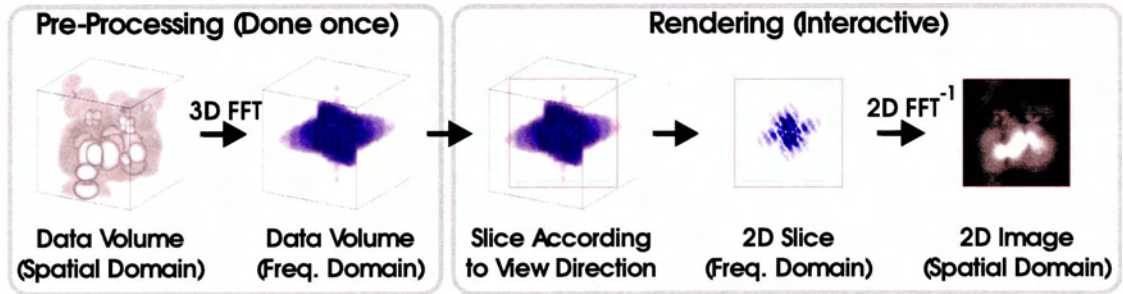 Pre-Processing (Done once)
Rendering (Interactive)
3D FFT
2D FFT-1
Data Volume
(Spatial Domain)
Data Volume
(Freq. Domain)
Slice According
to View Direction
2D Slice
(Freq. Domain)
2D Image
(Spatial Domain)